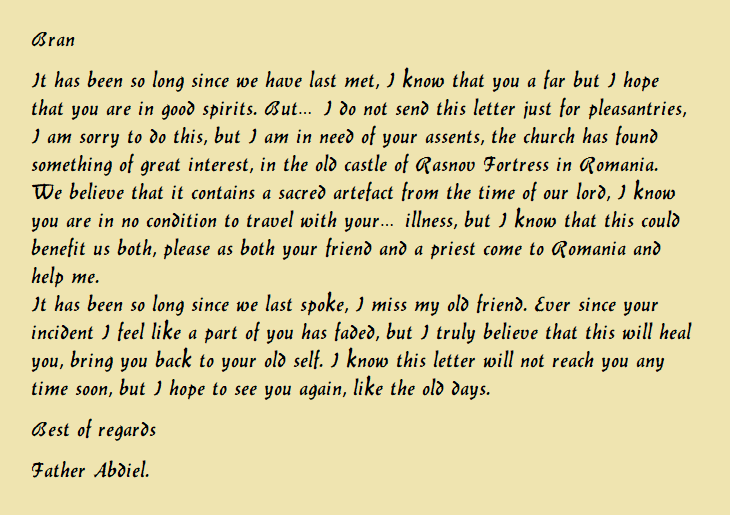 Bran
It has been so long since we have last met, I know that you a far but I hope
that you are in good spirits. But... I do not send this letter just for pleasantries,
I am sorry to do this, but I am in need of your assents, the church has found
something of great interest, in the old castle of Rasnov Fortress in Romania.
We believe that it contains a sacred artefact from the time of our lord, I know
you are in no condition to travel with your... illness, but I know that this could
benefit us both, please as both your friend and a priest come to Romania and
help me.
It has been so long since we last spoke, I miss my old friend. Ever since your
incident I feel like a part of you has faded, but I truly believe that this will heal
you, bring you back to your old self. I know this letter will not reach you any
time soon, but I hope to see you again, like the old days.
Best of regards
Father Abdiel.